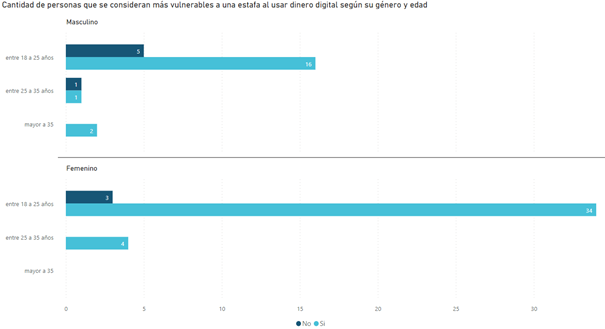 Cantidad de personas que se consideran más vulnerables a una estafa al usar dinero digital según su género y edad
Masculino
entre 18 a 25 años
5
16
entre 25 a 35 años
1
1
mayor a 35
2
Femenino
entre 18 a 25 años
3
34
entre 25 a 35 años
4
mayor a 35
0 5 10 15 20 25 30
No Si